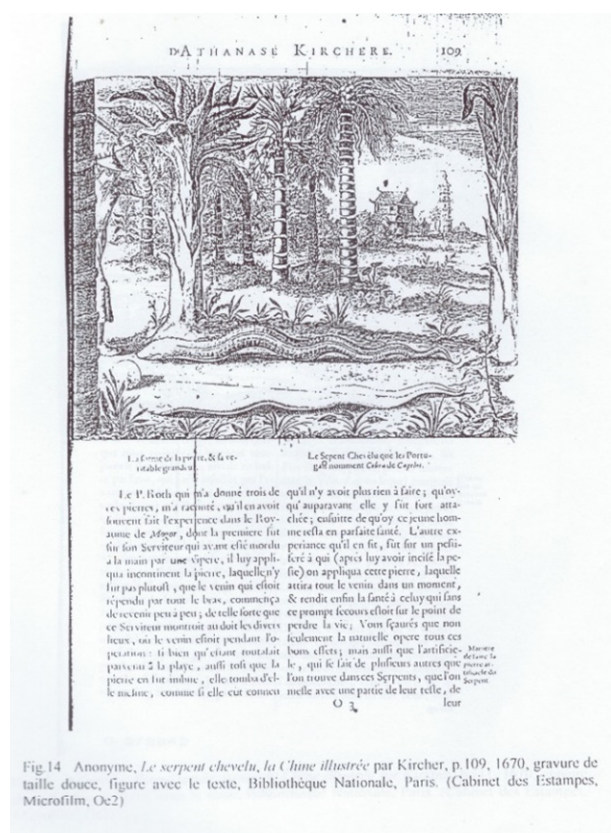 D'ATHANASE KIRCHERE. 109
La forme de la pierre, & sa ve-
ritable grandeur.
Le Serpent Chevelu que les Portu-
gais nomment Cobra de Capelos.
Le P. Roth qui m'a donné trois de
ces pierres, m'a raconté, qu'il en avoit
souvent fait l'experience dans le Roy-
aume de Mogor, dont la premiere fut
sur son Serviteur qui ayant esté mordu
a la main par une vipere, il luy appli-
qua incontinent la pierre, laquelle n'y
fut pas plutost, que le venin qui estoit
répendu par tout le bras, commença
de revenir peu à peu; de telle sorte que
ce Serviteur montroit au doit les divers
lieux, où le venin estoit pendant l'o-
peration: si bien qu'estant
parvenu à la playe, aussi tost que la
pierre en fut imbue, elle tomba d'el-
le mesme, comme si elle eut connu
qu'il n'y avoit plus rien à faire; qu'oy-
qu'auparavant elle y fut fort atta-
chée; ensuitte de qu'oy ce jeune hom-
me resta en parfaite santé. L'autre ex-
periance qu'il en fit, fut sur un pesti-
feré à qui (aprés luy avoir incisé la pe-
ste) on appliqua cette pierre, laquelle
attira tout le venin dans un moment,
& rendit enfin la santé à celuy qui sans
ce prompt secours estoit sur le point de
perdre la vie; Vous sçaurés que non
seulement la naturelle opere tous ces
bons effets; mais aussi que l'artificie-
le, qui se fait de plusieurs autres que
l'on trouve dans ces Serpents, que l'on
mesle avec une partie de leur teste, de
Maniere
de faire la
pierre
du
Serpent.
O 3 leur
Fig.14 Anonyme, Le serpent chevelu, la Chine illustrée par Kircher, p.109, 1670, gravure de
taille douce, figure avec le texte, Bibliothèque Nationale, Paris. (Cabinet des Estampes,
Microfilm, Oe2)